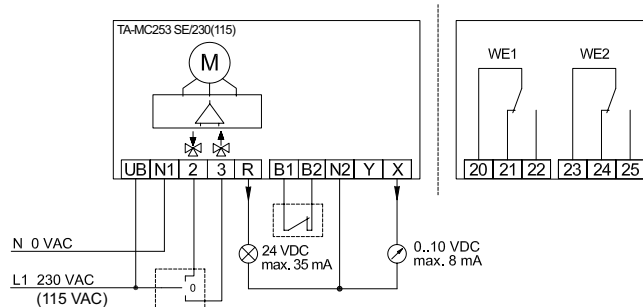 TA-MC253 SE/230(115)
M
UB N1 2 3 R B1 B2 N2 Y X
WE1 WE2
20 21 22 23 24 25
N 0 VAC
L1 230 VAC
(115 VAC)
0
24 VDC
max. 35 mA
0..10 VDC
max. 8 mA